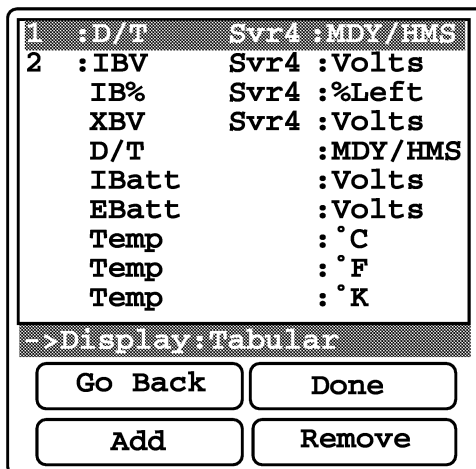 1 :D/T Svr4 :MDY/HMS
2 :IBV Svr4 :Volts
IB% Svr4 :%Left
XBV Svr4 :Volts
D/T :MDY/HMS
IBatt :Volts
EBatt :Volts
Temp :°C
Temp :°F
Temp :°K
->Display:Tabular
Go Back Done
Add Remove